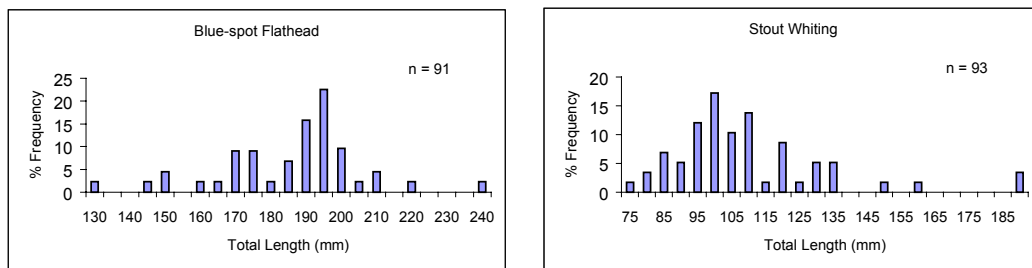 Blue-spot Flathead
n = 91
25
20
15
10
5
0
% Frequency
130 140 150 160 170 180 190 200 210 220 230 240
Total Length (mm)
Stout Whiting
n = 93
20
15
10
5
0
% Frequency
75 85 95 105 115 125 135 145 155 165 175 185
Total Length (mm)